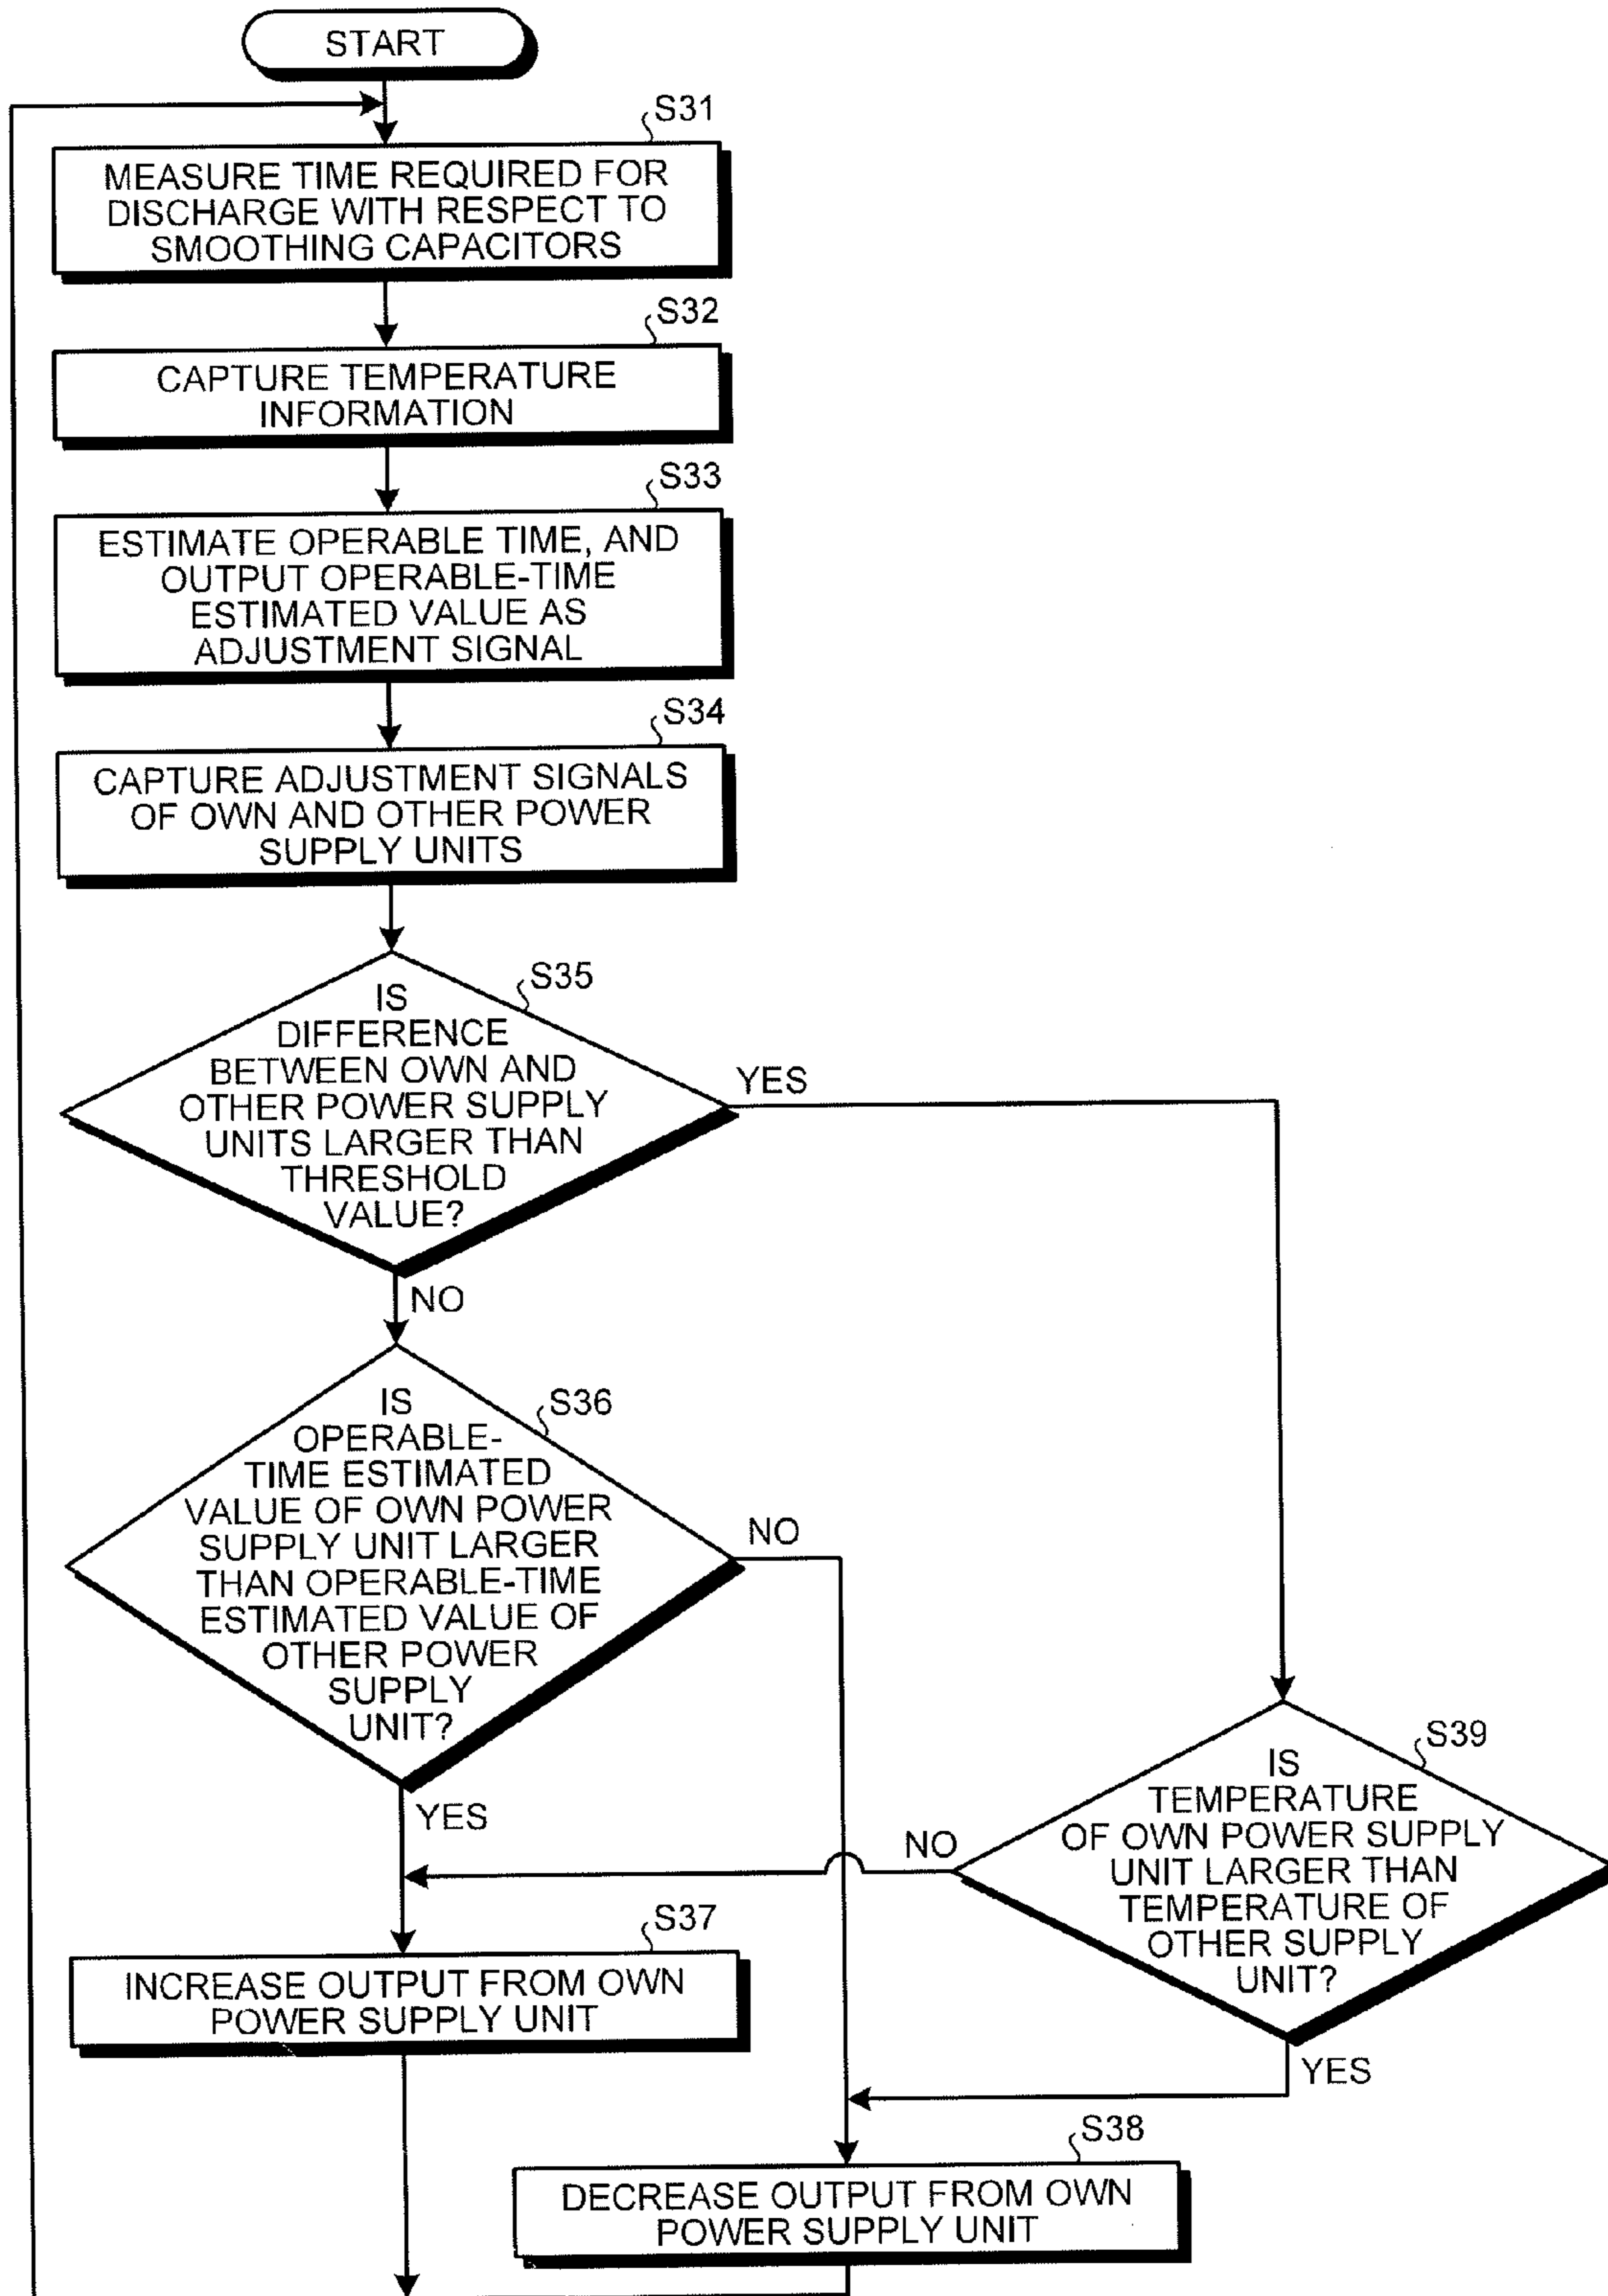 START
S31
MEASURE TIME REQUIRED FOR
DISCHARGE WITH RESPECT TO
SMOOTHING CAPACITORS
S32
CAPTURE TEMPERATURE
INFORMATION
S33
ESTIMATE OPERABLE TIME, AND
OUTPUT OPERABLE-TIME
ESTIMATED VALUE AS
ADJUSTMENT SIGNAL
S34
CAPTURE ADJUSTMENT SIGNALS
OF OWN AND OTHER POWER
SUPPLY UNITS
S35
IS
DIFFERENCE
BETWEEN OWN AND
OTHER POWER SUPPLY
UNITS LARGER THAN
THRESHOLD
VALUE?
YES
NO
S36
IS
OPERABLE-
TIME ESTIMATED
VALUE OF OWN POWER
SUPPLY UNIT LARGER
THAN OPERABLE-TIME
ESTIMATED VALUE OF
OTHER POWER
SUPPLY
UNIT?
NO
YES
S39
IS
TEMPERATURE
OF OWN POWER SUPPLY
UNIT LARGER THAN
TEMPERATURE OF
OTHER SUPPLY
UNIT?
NO
YES
S37
INCREASE OUTPUT FROM OWN
POWER SUPPLY UNIT
S38
DECREASE OUTPUT FROM OWN
POWER SUPPLY UNIT